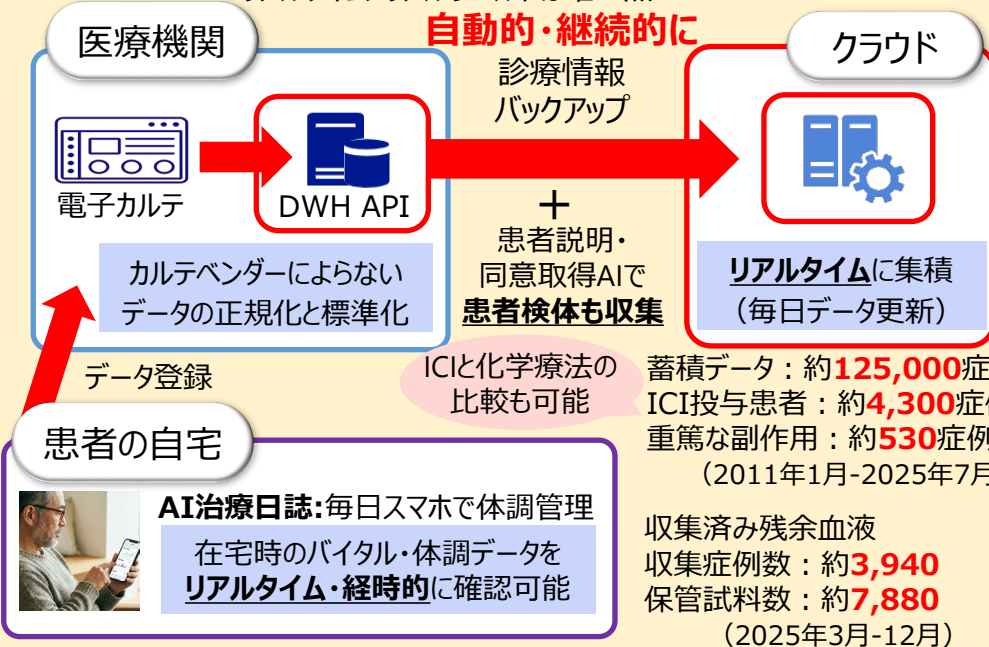 自動的・継続的に
医療機関
クラウド
診療情報
バックアップ
電子カルテ
DWH API
＋
患者説明・
同意取得AIで
患者検体も収集
カルテベンダーによらない
データの正規化と標準化
リアルタイムに集積
（毎日データ更新）
データ登録
ICIと化学療法の
比較も可能
蓄積データ：約125,000症
ICI投与患者：約4,300症
重篤な副作用：約530症例
（2011年1月-2025年7月
患者の自宅
AI治療日誌:毎日スマホで体調管理
在宅時のバイタル・体調データを
リアルタイム・経時的に確認可能
収集済み残余血液
収集症例数：約3,940
保管試料数：約7,880
（2025年3月-12月）